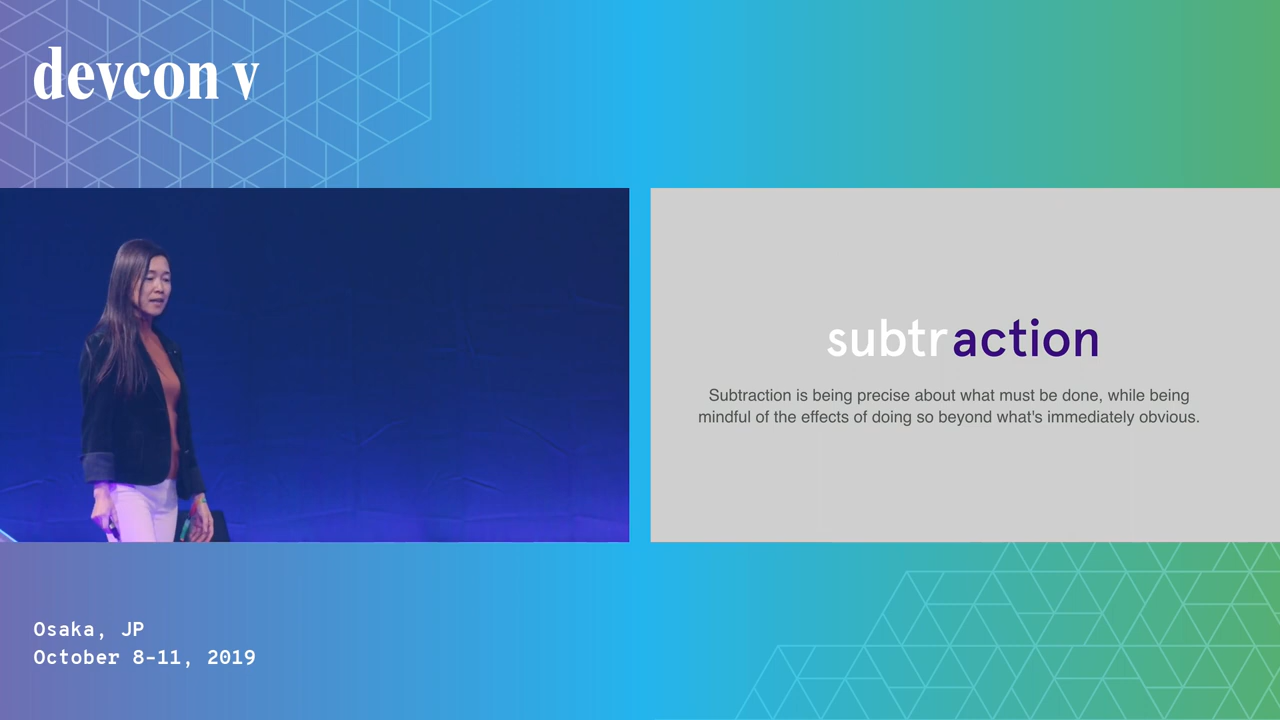 devcon v
subtraction
Subtraction is being precise about what must be done, while being
mindful of the effects of doing so beyond what's immediately obvious.
Osaka, JP
October 8-11, 2019